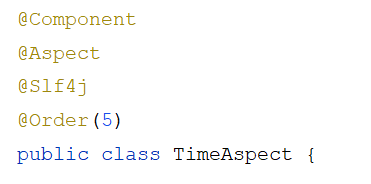 @Component
@Aspect
@Slf4j
@Order(5)
public class TimeAspect {